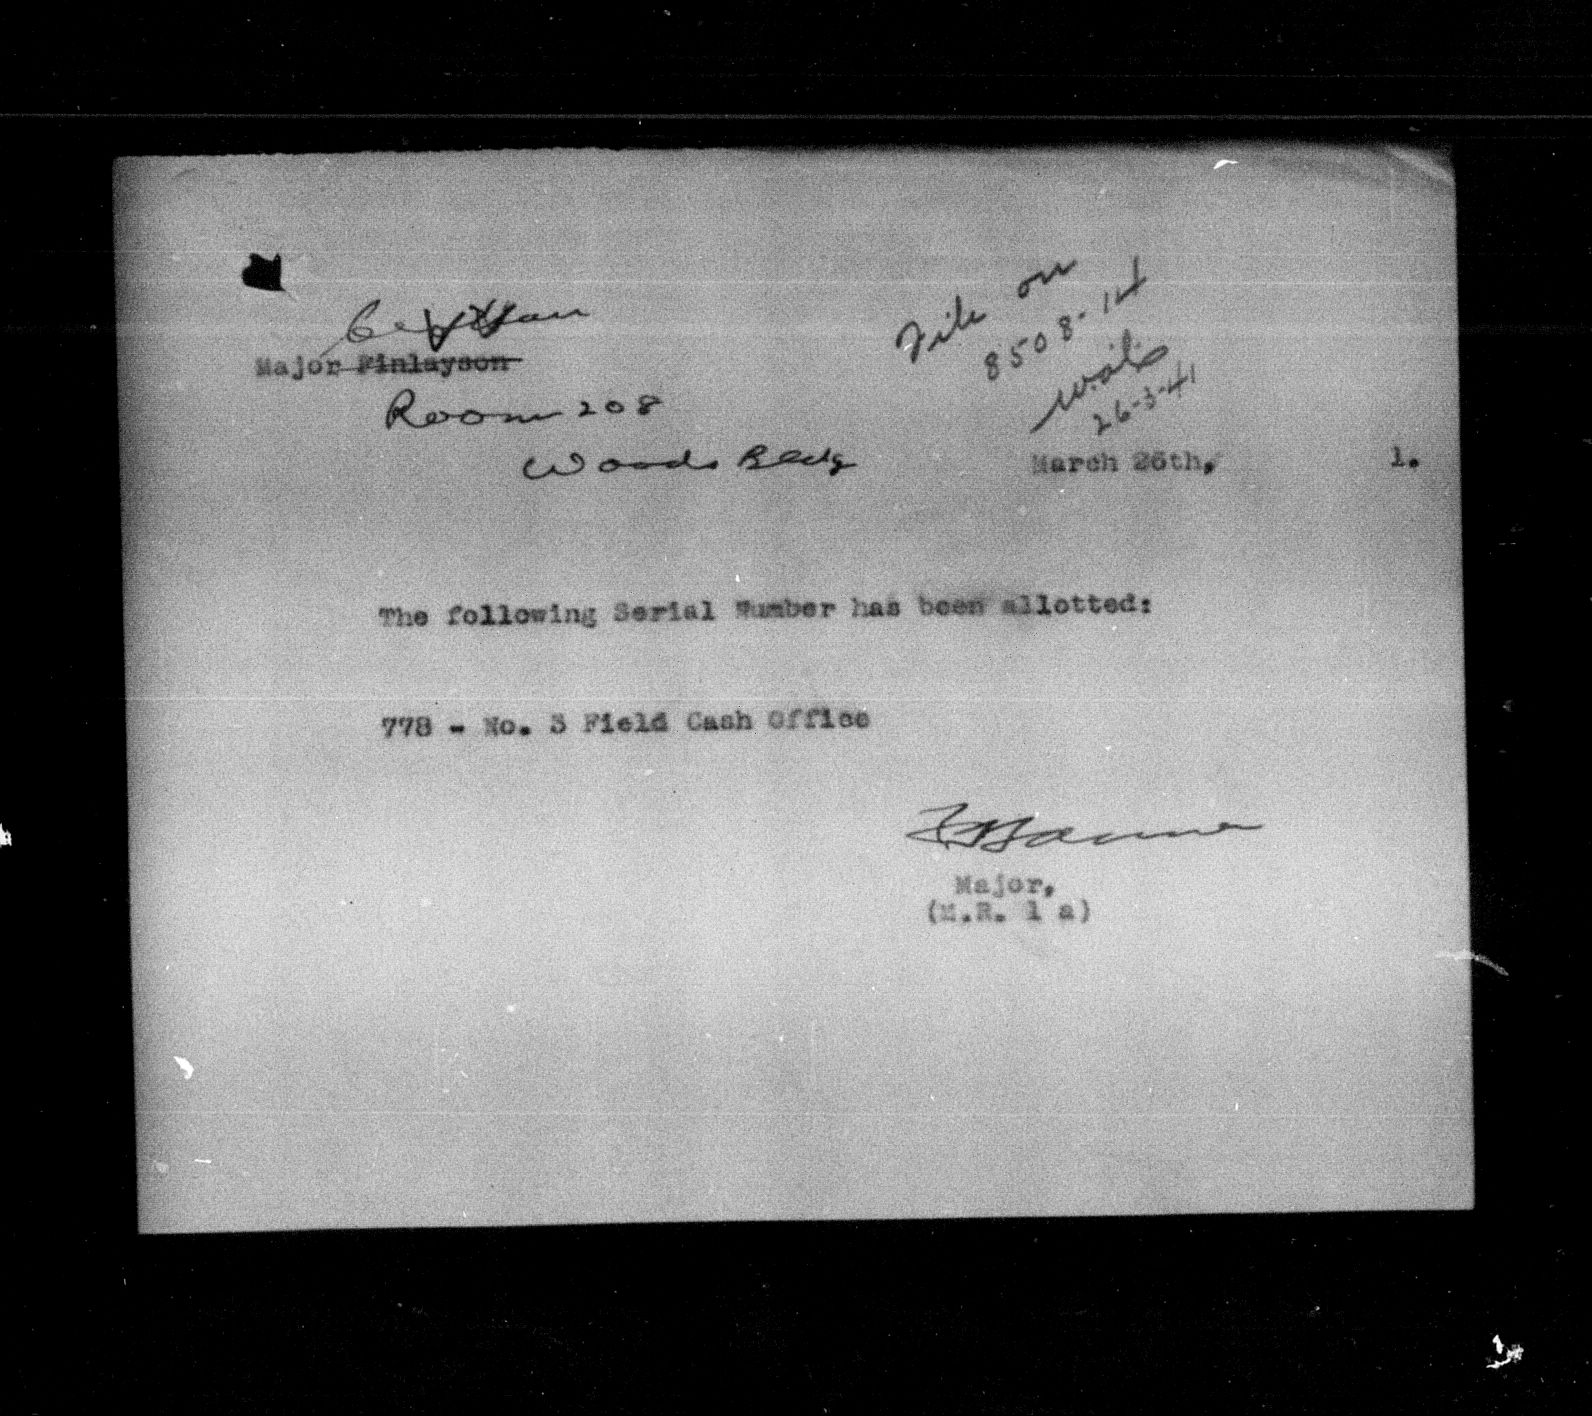 File on
8508-14
Major Finlayson
Room 208
26-3-41
Woods Bldg
March 26th, 1.
The following Serial Number has been allotted:
778 - No. 3 Field Cash Office
Major,
(M.R. 1 a)